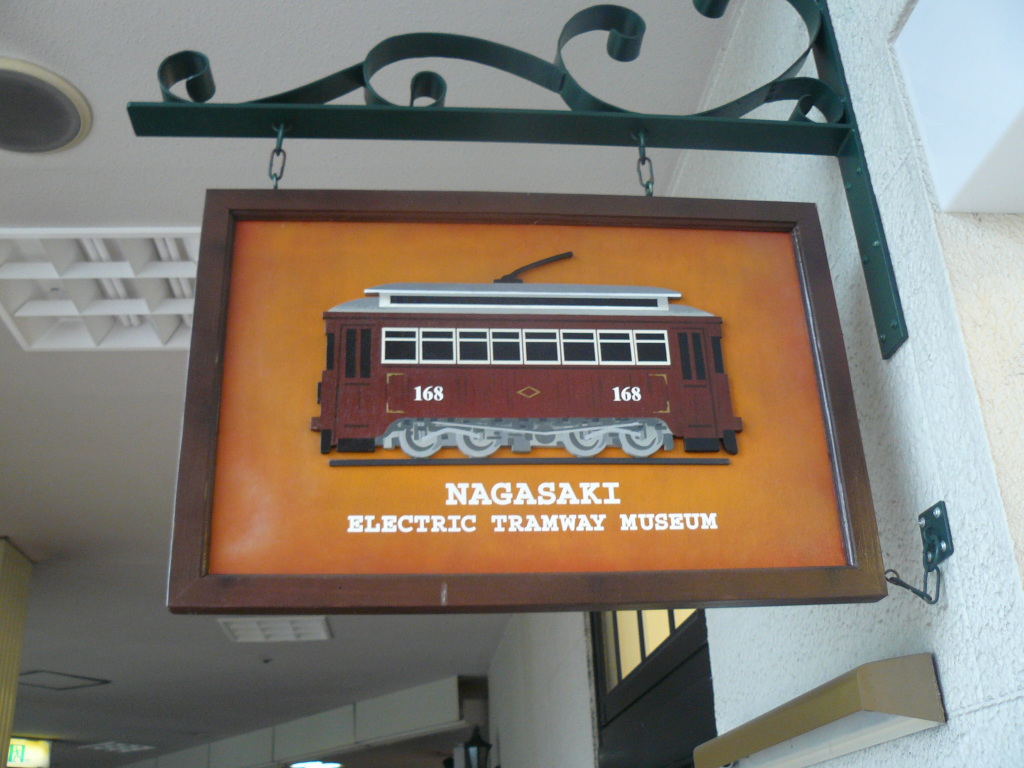 168 168
NAGASAKI
ELECTRIC TRAMWAY MUSEUM